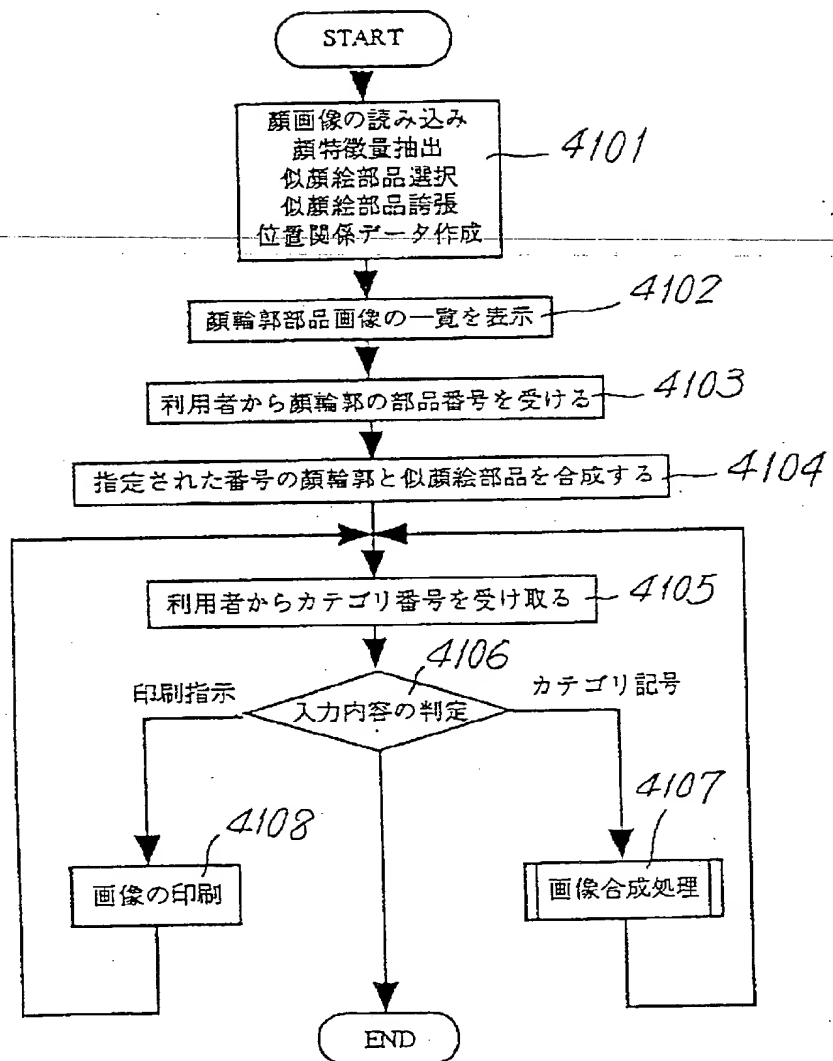 START
顔画像の読み込み
顔特徴量抽出
似顔絵部品選択
似顔絵部品誇張
位置関係データ作成
4101
顔輪郭部品画像の一覧を表示
4102
利用者から顔輪郭の部品番号を受ける
4103
指定された番号の顔輪郭と似顔絵部品を合成する
4104
利用者からカテゴリ番号を受け取る
4105
4106
印刷指示
カテゴリ記号
入力内容の判定
4108
4107
画像の印刷
画像合成処理
END